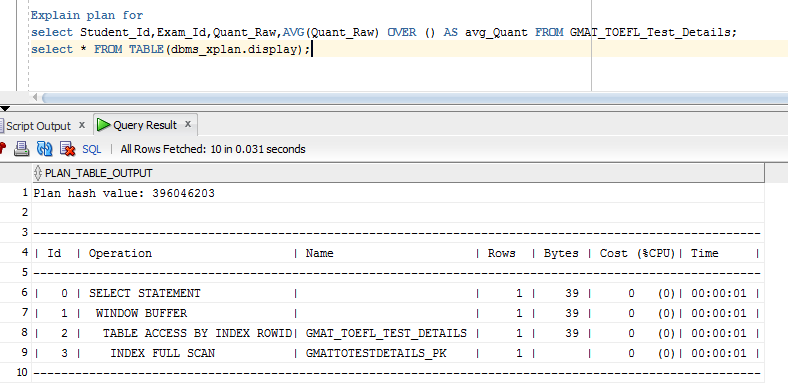 Explain plan for
select Student_Id,Exam_Id,Quant_Raw,AVG(Quant_Raw) OVER () AS avg_Quant FROM GMAT_TOEFL_Test_Details;
select * FROM TABLE(dbms_xplan.display);
Script Output x Query Result x
SQL | All Rows Fetched: 10 in 0.031 seconds
PLAN_TABLE_OUTPUT
1 Plan hash value: 396046203
2
3 --------------------------------------------------------------------------------------------------------
4 | Id | Operation | Name | Rows | Bytes | Cost (%CPU)| Time |
5 --------------------------------------------------------------------------------------------------------
6 | 0 | SELECT STATEMENT | | 1 | 39 | 0 (0)| 00:00:01 |
7 | 1 | WINDOW BUFFER | | 1 | 39 | 0 (0)| 00:00:01 |
8 | 2 | TABLE ACCESS BY INDEX ROWID| GMAT_TOEFL_TEST_DETAILS | 1 | 39 | 0 (0)| 00:00:01 |
9 | 3 | INDEX FULL SCAN | GMATTOTESTDETAILS_PK | 1 | | 0 (0)| 00:00:01 |
10 --------------------------------------------------------------------------------------------------------